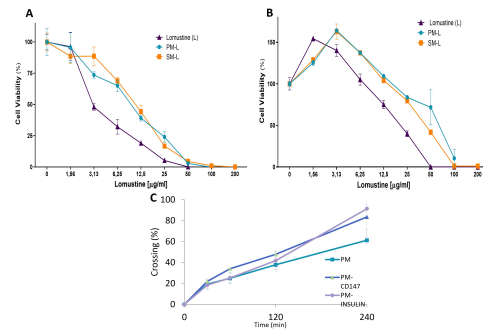 A
Lomustine (L)
PM-L
SM-L
Cell Viability (%)
125
100
75
50
25
0
0 1,56 3,13 6,25 12,5 25 50 100 200
Lomustine [µg/ml]
B
Lomustine (L)
PM-L
SM-L
Cell Viability (%)
150
100
50
0
0 1,56 3,13 6,25 12,5 25 50 100 200
Lomustine [µg/ml]
C
Crossing (%)
100
80
60
40
20
0
0 60 120 240
Time (min)
PM
PM-
CD147
PM-
INSULIN